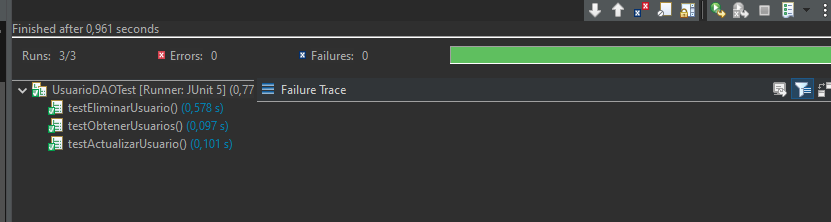 Finished after 0,961 seconds
Runs: 3/3 Errors: 0 Failures: 0
UsuarioDAOTest [Runner: JUnit 5] (0,77
Failure Trace
testEliminarUsuario() (0,578 s)
testObtenerUsuarios() (0,097 s)
testActualizarUsuario() (0,101 s)